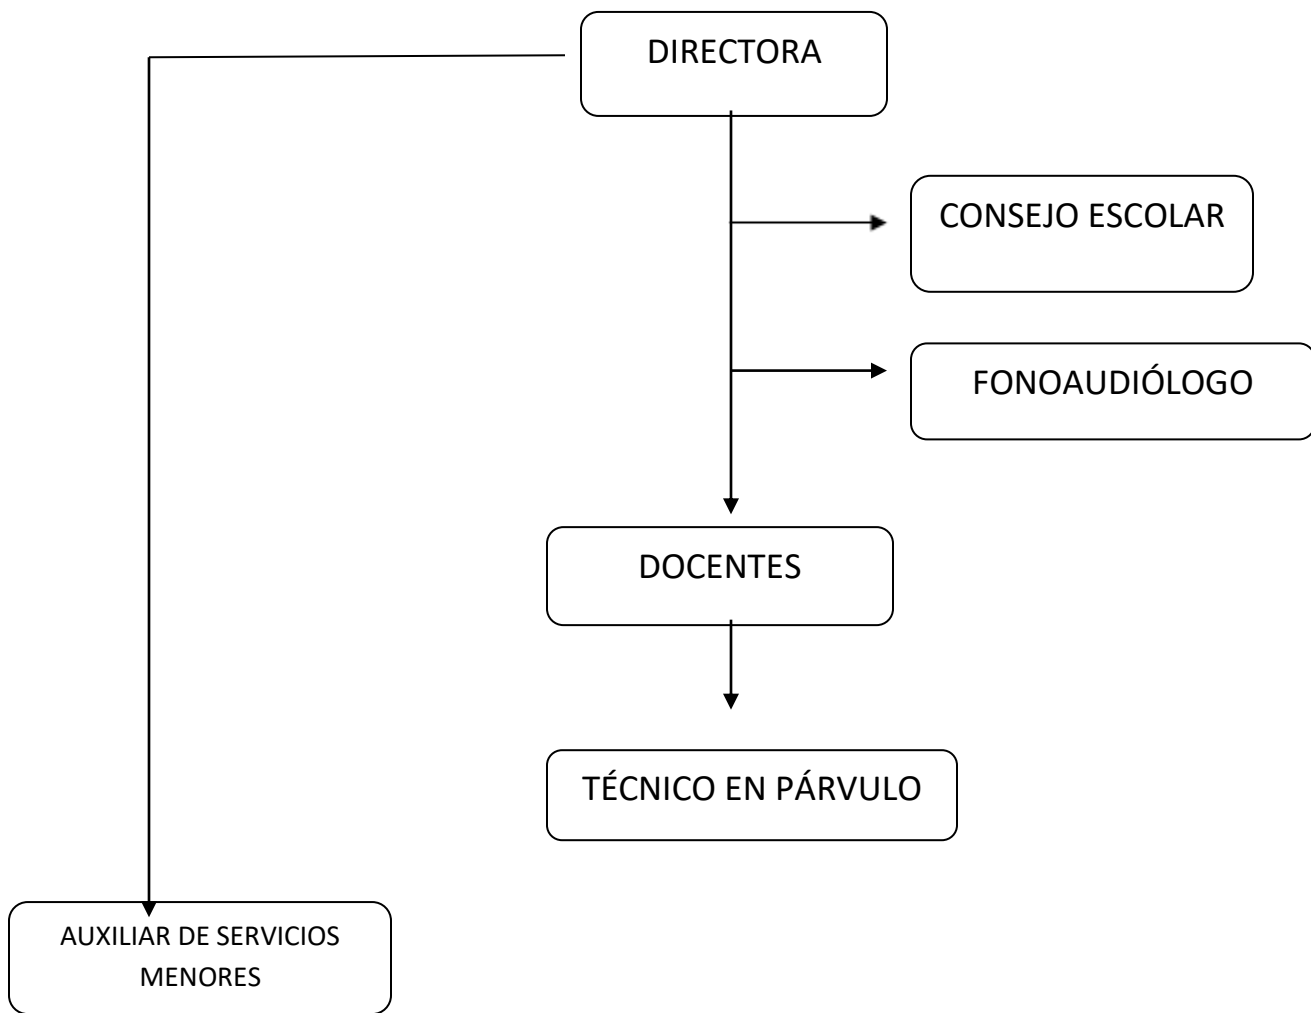 DIRECTORA
CONSEJO ESCOLAR
FONOAUDIÓLOGO
DOCENTES
TÉCNICO EN PÁRVULO
AUXILIAR DE SERVICIOS
MENORES